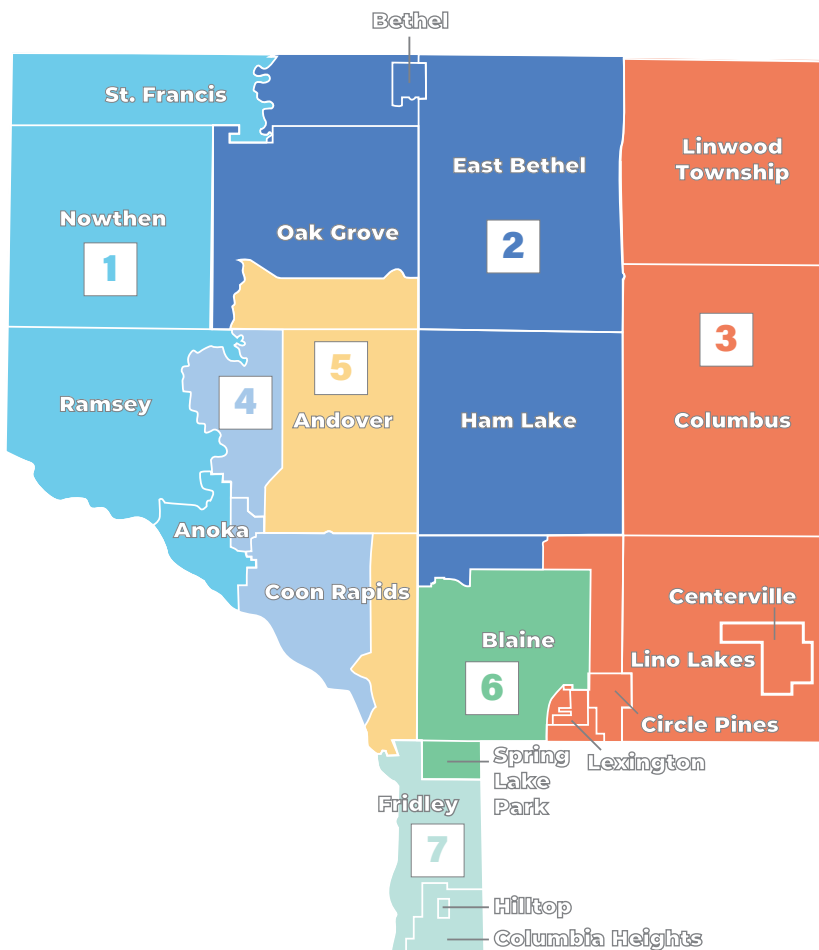 Bethel
St. Francis
Linwood
Township
East Bethel
Nowthen
Oak Grove
2
1
3
5
4
Ramsey
Andover
Ham Lake
Columbus
Anoka
Coon Rapids
Centerville
Blaine
Lino Lakes
6
Circle Pines
Spring
Lake
Park
Lexington
Fridley
7
Hilltop
Columbia Heights